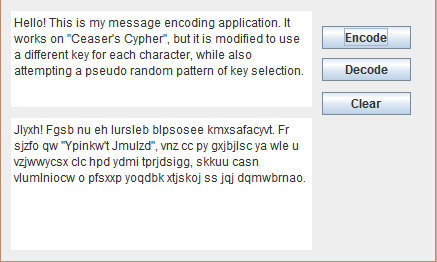 Hello! This is my message encoding application. It
works on "Ceaser's Cypher", but it is modified to use
a different key for each character, while also
attempting a pseudo random pattern of key selection.
Encode
Decode
Clear
Jlyxh! Fgsb nu eh lursleb blpsosee kmxsafacyvt. Fr
sjzfo qw "Ypinkw't Jmulzd", vnz cc py gxjbjlsc ya wle u
vzjwwycsx clc hpd ydmi tprjdsigg, skkuu casn
vlumlniocw o pfsxxp yoqdbk xtjskoj ss jqj dqmwbrnao.